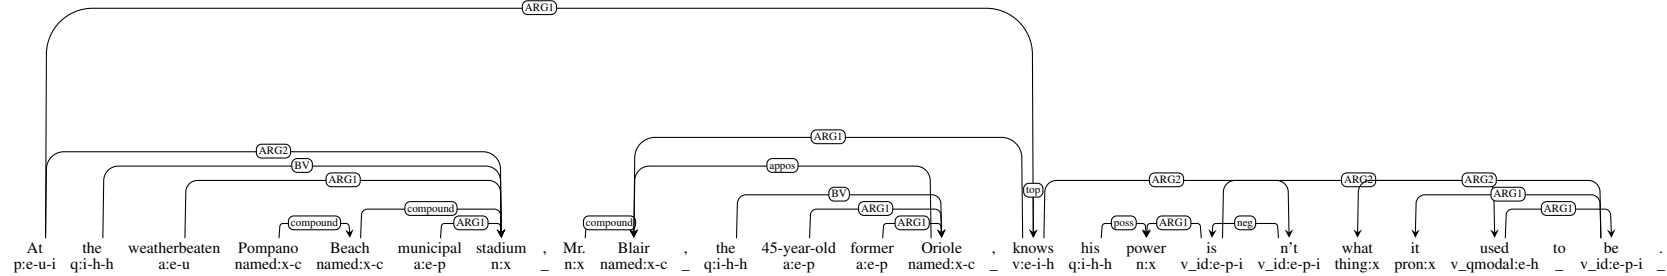 ARG1
ARG1
ARG2
BV
appos
ARG1
ARG2
ARG2
ARG2
top
BV
ARG1
compound
ARG1
ARG1
compound
ARG1
compound
ARG1
poss
ARG1
neg
At the weatherbeaten Pompano Beach municipal stadium , Mr. Blair , the 45-year-old former Oriole , knows his power is n't what it used to be .
p:e-u-i q:i-h-h a:e-u named:x-c named:x-c a:e-p n:x _ n:x named:x-c _ q:i-h-h a:e-p a:e-p named:x-c _ v:e-i-h q:i-h-h n:x v_id:e-p-i v_id:e-p-i thing:x pron:x v_qmodal:e-h _ v_id:e-p-i _